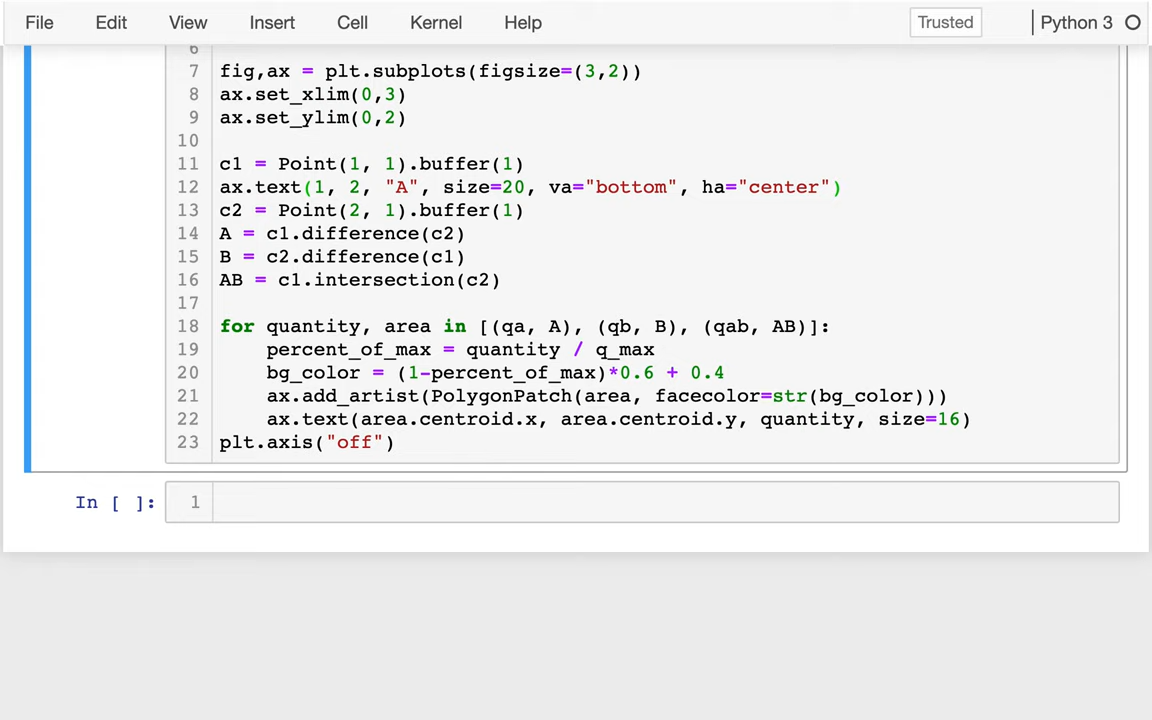 File Edit View Insert Cell Kernel Help Trusted Python 3
6
7 fig,ax = plt.subplots(figsize=(3,2))
8 ax.set_xlim(0,3)
9 ax.set_ylim(0,2)
10
11 c1 = Point(1, 1).buffer(1)
12 ax.text(1, 2, "A", size=20, va="bottom", ha="center")
13 c2 = Point(2, 1).buffer(1)
14 A = c1.difference(c2)
15 B = c2.difference(c1)
16 AB = c1.intersection(c2)
17
18 for quantity, area in [(qa, A), (qb, B), (qab, AB)]:
19     percent_of_max = quantity / q_max
20     bg_color = (1-percent_of_max)*0.6 + 0.4
21     ax.add_artist(PolygonPatch(area, facecolor=str(bg_color)))
22     ax.text(area.centroid.x, area.centroid.y, quantity, size=16)
23 plt.axis("off")
In [ ]: 1